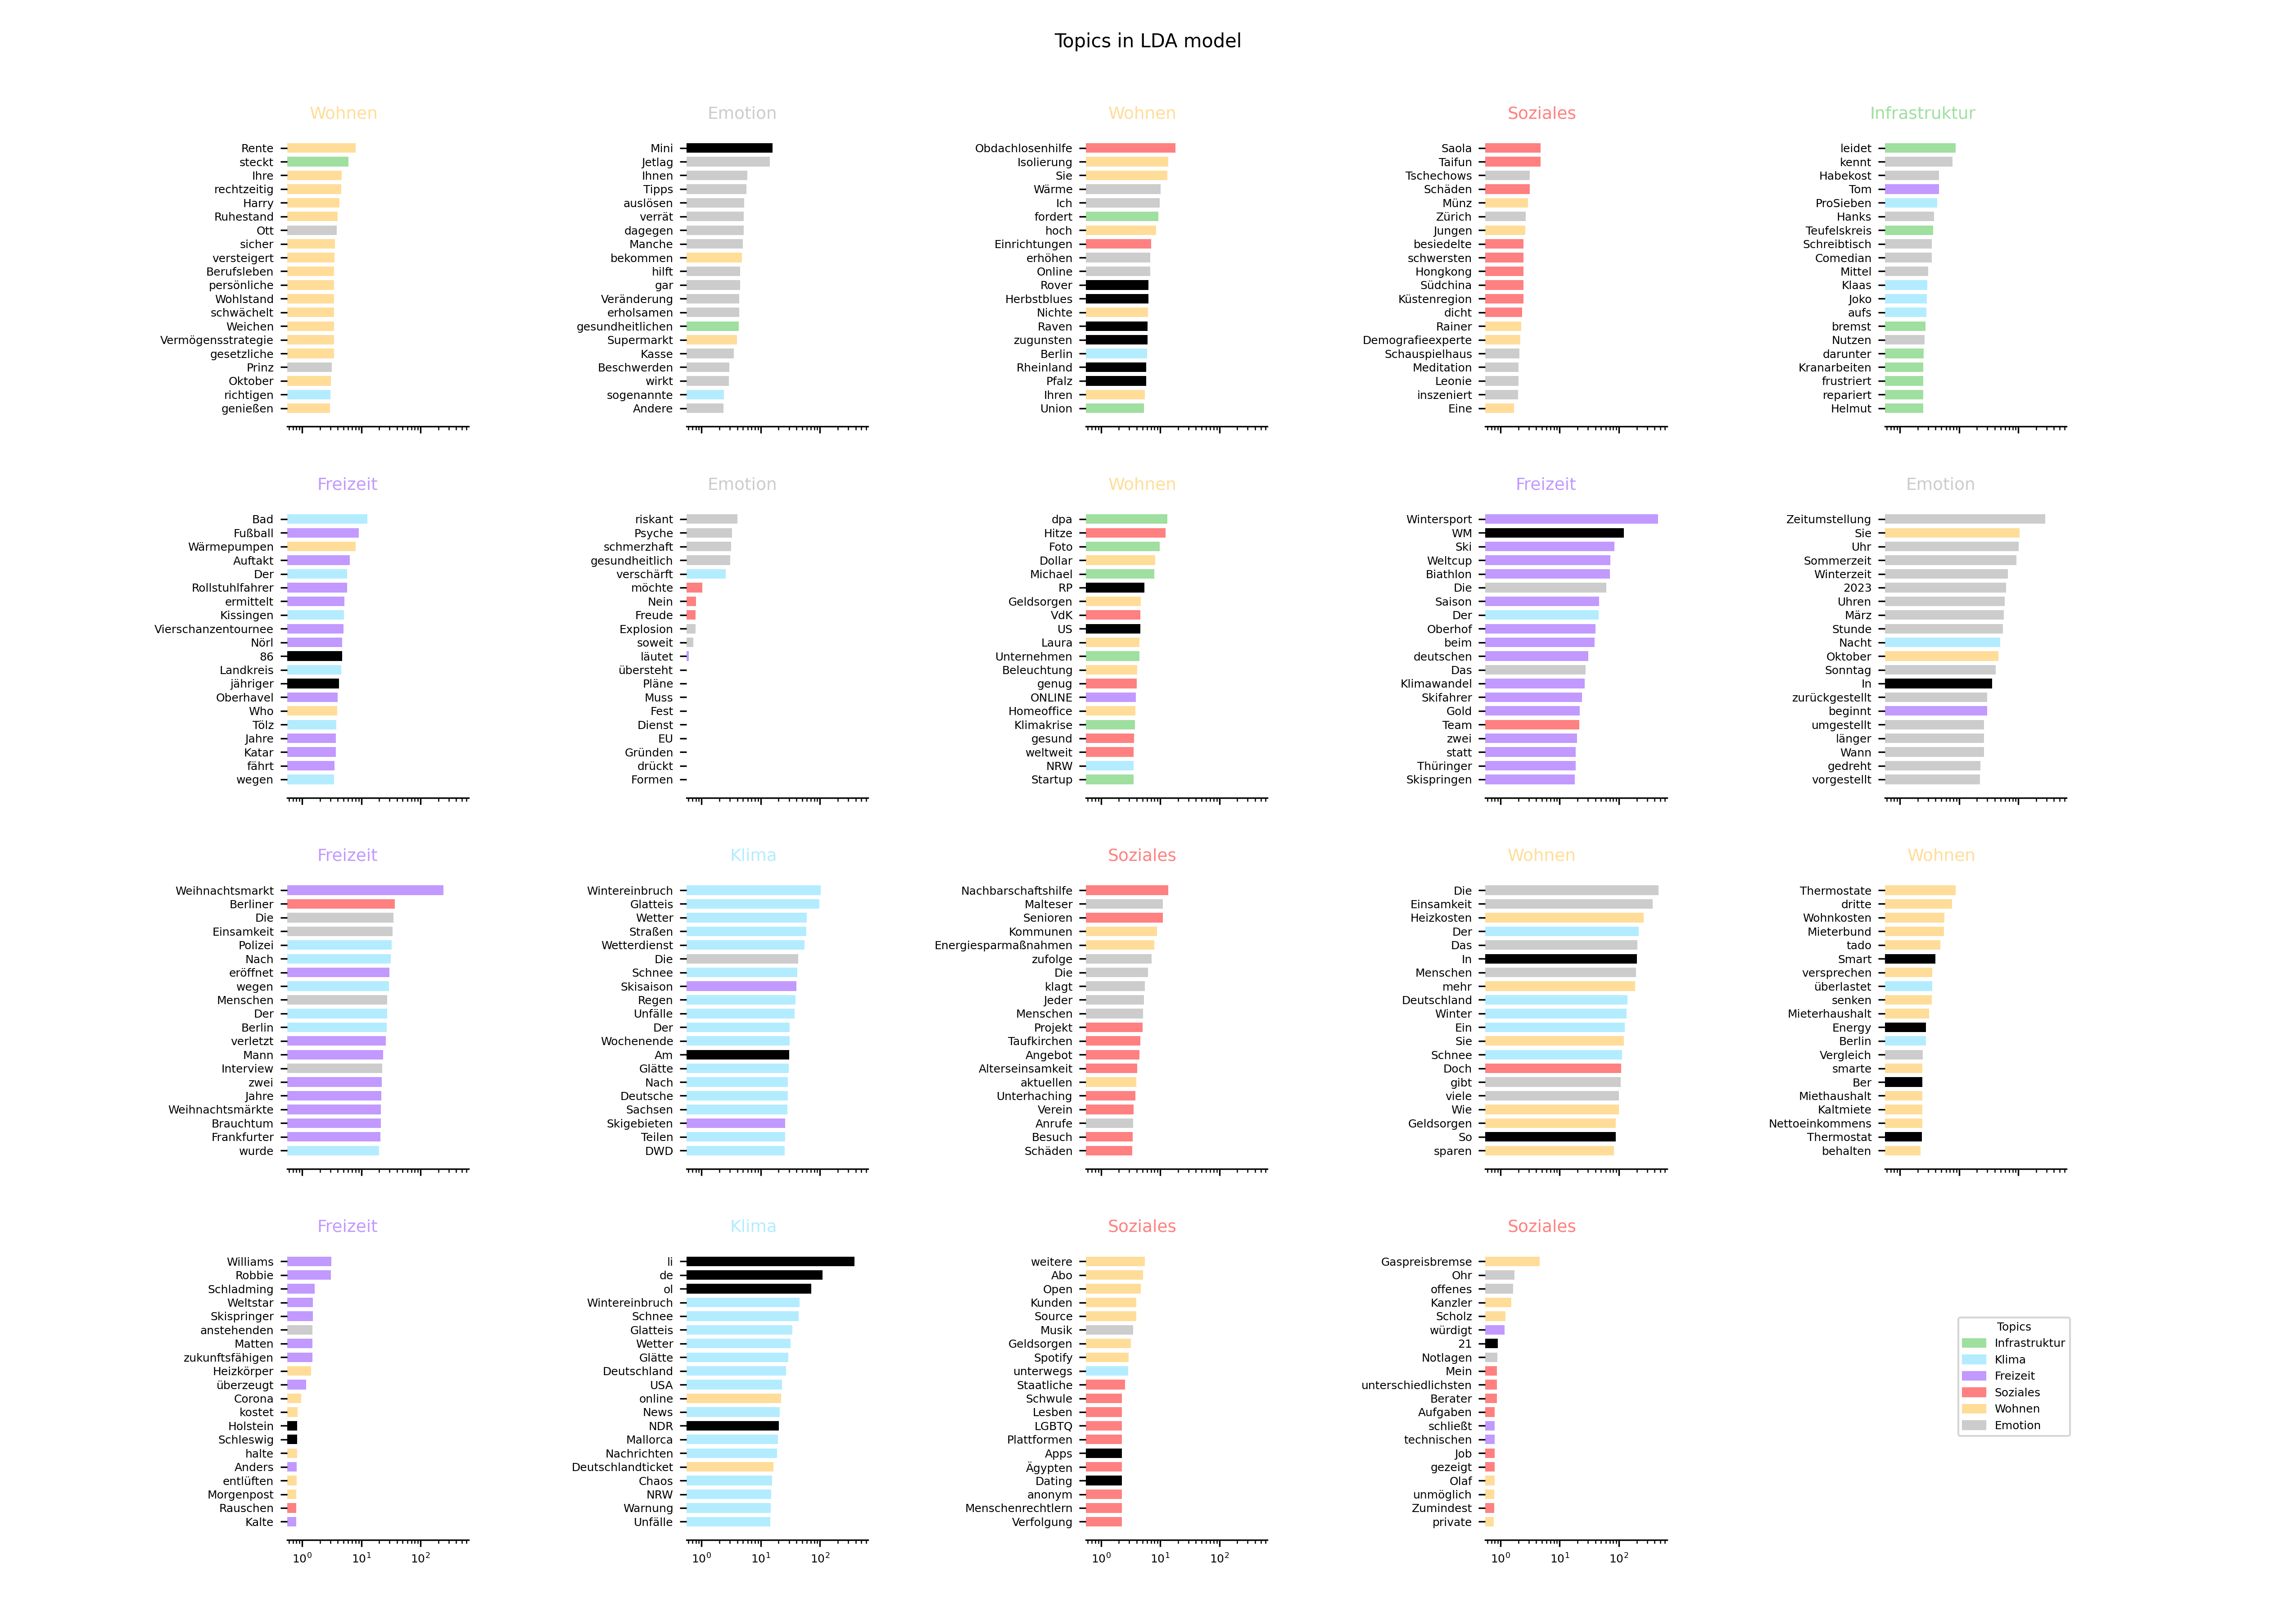 Topics in LDA model
Wohnen
Rente
steckt
Ihre
rechtzeitig
Harry
Ruhestand
Ott
sicher
versteigert
Berufsleben
persönliche
Wohlstand
schwächelt
Weichen
Vermögensstrategie
gesetzliche
Prinz
Oktober
richtigen
genießen
Emotion
Mini
Jetlag
Ihnen
Tipps
auslösen
verrät
dagegen
Manche
bekommen
hilft
gar
Veränderung
erholsamen
gesundheitlichen
Supermarkt
Kasse
Beschwerden
wirkt
sogenannte
Andere
Wohnen
Obdachlosenhilfe
Isolierung
Sie
Wärme
Ich
fordert
hoch
Einrichtungen
erhöhen
Online
Rover
Herbstblues
Nichte
Raven
zugunsten
Berlin
Rheinland
Pfalz
Ihren
Union
Soziales
Saola
Taifun
Tschechows
Schäden
Münz
Zürich
Jungen
besiedelte
schwersten
Hongkong
Südchina
Küstenregion
dicht
Rainer
Demografieexperte
Schauspielhaus
Meditation
Leonie
inszeniert
Eine
Infrastruktur
leidet
kennt
Habekost
Tom
ProSieben
Hanks
Teufelskreis
Schreibtisch
Comedian
Mittel
Klaas
Joko
aufs
bremst
Nutzen
darunter
Kranarbeiten
frustriert
repariert
Helmut
Freizeit
Bad
Fußball
Wärmepumpen
Auftakt
Der
Rollstuhlfahrer
ermittelt
Kissingen
Vierschanzentournee
Nörl
86
Landkreis
jähriger
Oberhavel
Who
Tölz
Jahre
Katar
fährt
wegen
Emotion
riskant
Psyche
schmerzhaft
gesundheitlich
verschärft
möchte
Nein
Freude
Explosion
soweit
läutet
übersteht
Pläne
Muss
Fest
Dienst
EU
Gründen
drückt
Formen
Wohnen
dpa
Hitze
Foto
Dollar
Michael
RP
Geldsorgen
VdK
US
Laura
Unternehmen
Beleuchtung
genug
ONLINE
Homeoffice
Klimakrise
gesund
weltweit
NRW
Startup
Freizeit
Wintersport
WM
Ski
Weltcup
Biathlon
Die
Saison
Der
Oberhof
beim
deutschen
Das
Klimawandel
Skifahrer
Gold
Team
zwei
statt
Thüringer
Skispringen
Emotion
Zeitumstellung
Sie
Uhr
Sommerzeit
Winterzeit
2023
Uhren
März
Stunde
Nacht
Oktober
Sonntag
In
zurückgestellt
beginnt
umgestellt
länger
Wann
gedreht
vorgestellt
Freizeit
Weihnachtsmarkt
Berliner
Die
Einsamkeit
Polizei
Nach
eröffnet
wegen
Menschen
Der
Berlin
verletzt
Mann
Interview
zwei
Jahre
Weihnachtsmärkte
Brauchtum
Frankfurter
wurde
Klima
Wintereinbruch
Glatteis
Wetter
Straßen
Wetterdienst
Die
Schnee
Skisaison
Regen
Unfälle
Der
Wochenende
Am
Glätte
Nach
Deutsche
Sachsen
Skigebieten
Teilen
DWD
Soziales
Nachbarschaftshilfe
Malteser
Senioren
Kommunen
Energiesparmaßnahmen
zufolge
Die
klagt
Jeder
Menschen
Projekt
Taufkirchen
Angebot
Alterseinsamkeit
aktuellen
Unterhaching
Verein
Anrufe
Besuch
Schäden
Wohnen
Die
Einsamkeit
Heizkosten
Der
Das
In
Menschen
mehr
Deutschland
Winter
Ein
Sie
Schnee
Doch
gibt
viele
Wie
Geldsorgen
So
sparen
Wohnen
Thermostate
dritte
Wohnkosten
Mieterbund
tado
Smart
versprechen
überlastet
senken
Mieterhaushalt
Energy
Berlin
Vergleich
smarte
Ber
Miethaushalt
Kaltmiete
Nettoeinkommens
Thermostat
behalten
Freizeit
Williams
Robbie
Schladming
Weltstar
Skispringer
anstehenden
Matten
zukunftsfähigen
Heizkörper
überzeugt
Corona
kostet
Holstein
Schleswig
halte
Anders
entlüften
Morgenpost
Rauschen
Kalte
10⁰ 10¹ 10²
Klima
li
de
ol
Wintereinbruch
Schnee
Glatteis
Wetter
Glätte
Deutschland
USA
online
News
NDR
Mallorca
Nachrichten
Deutschlandticket
Chaos
NRW
Warnung
Unfälle
10⁰ 10¹ 10²
Soziales
weitere
Abo
Open
Kunden
Source
Musik
Geldsorgen
Spotify
unterwegs
Staatliche
Schwule
Lesben
LGBTQ
Plattformen
Apps
Ägypten
Dating
anonym
Menschenrechtlern
Verfolgung
10⁰ 10¹ 10²
Soziales
Gaspreisbremse
Ohr
offenes
Kanzler
Scholz
würdigt
21
Notlagen
Mein
unterschiedlichsten
Berater
Aufgaben
schließt
technischen
Job
gezeigt
Olaf
unmöglich
Zumindest
private
10⁰ 10¹ 10²
Topics
Infrastruktur
Klima
Freizeit
Soziales
Wohnen
Emotion